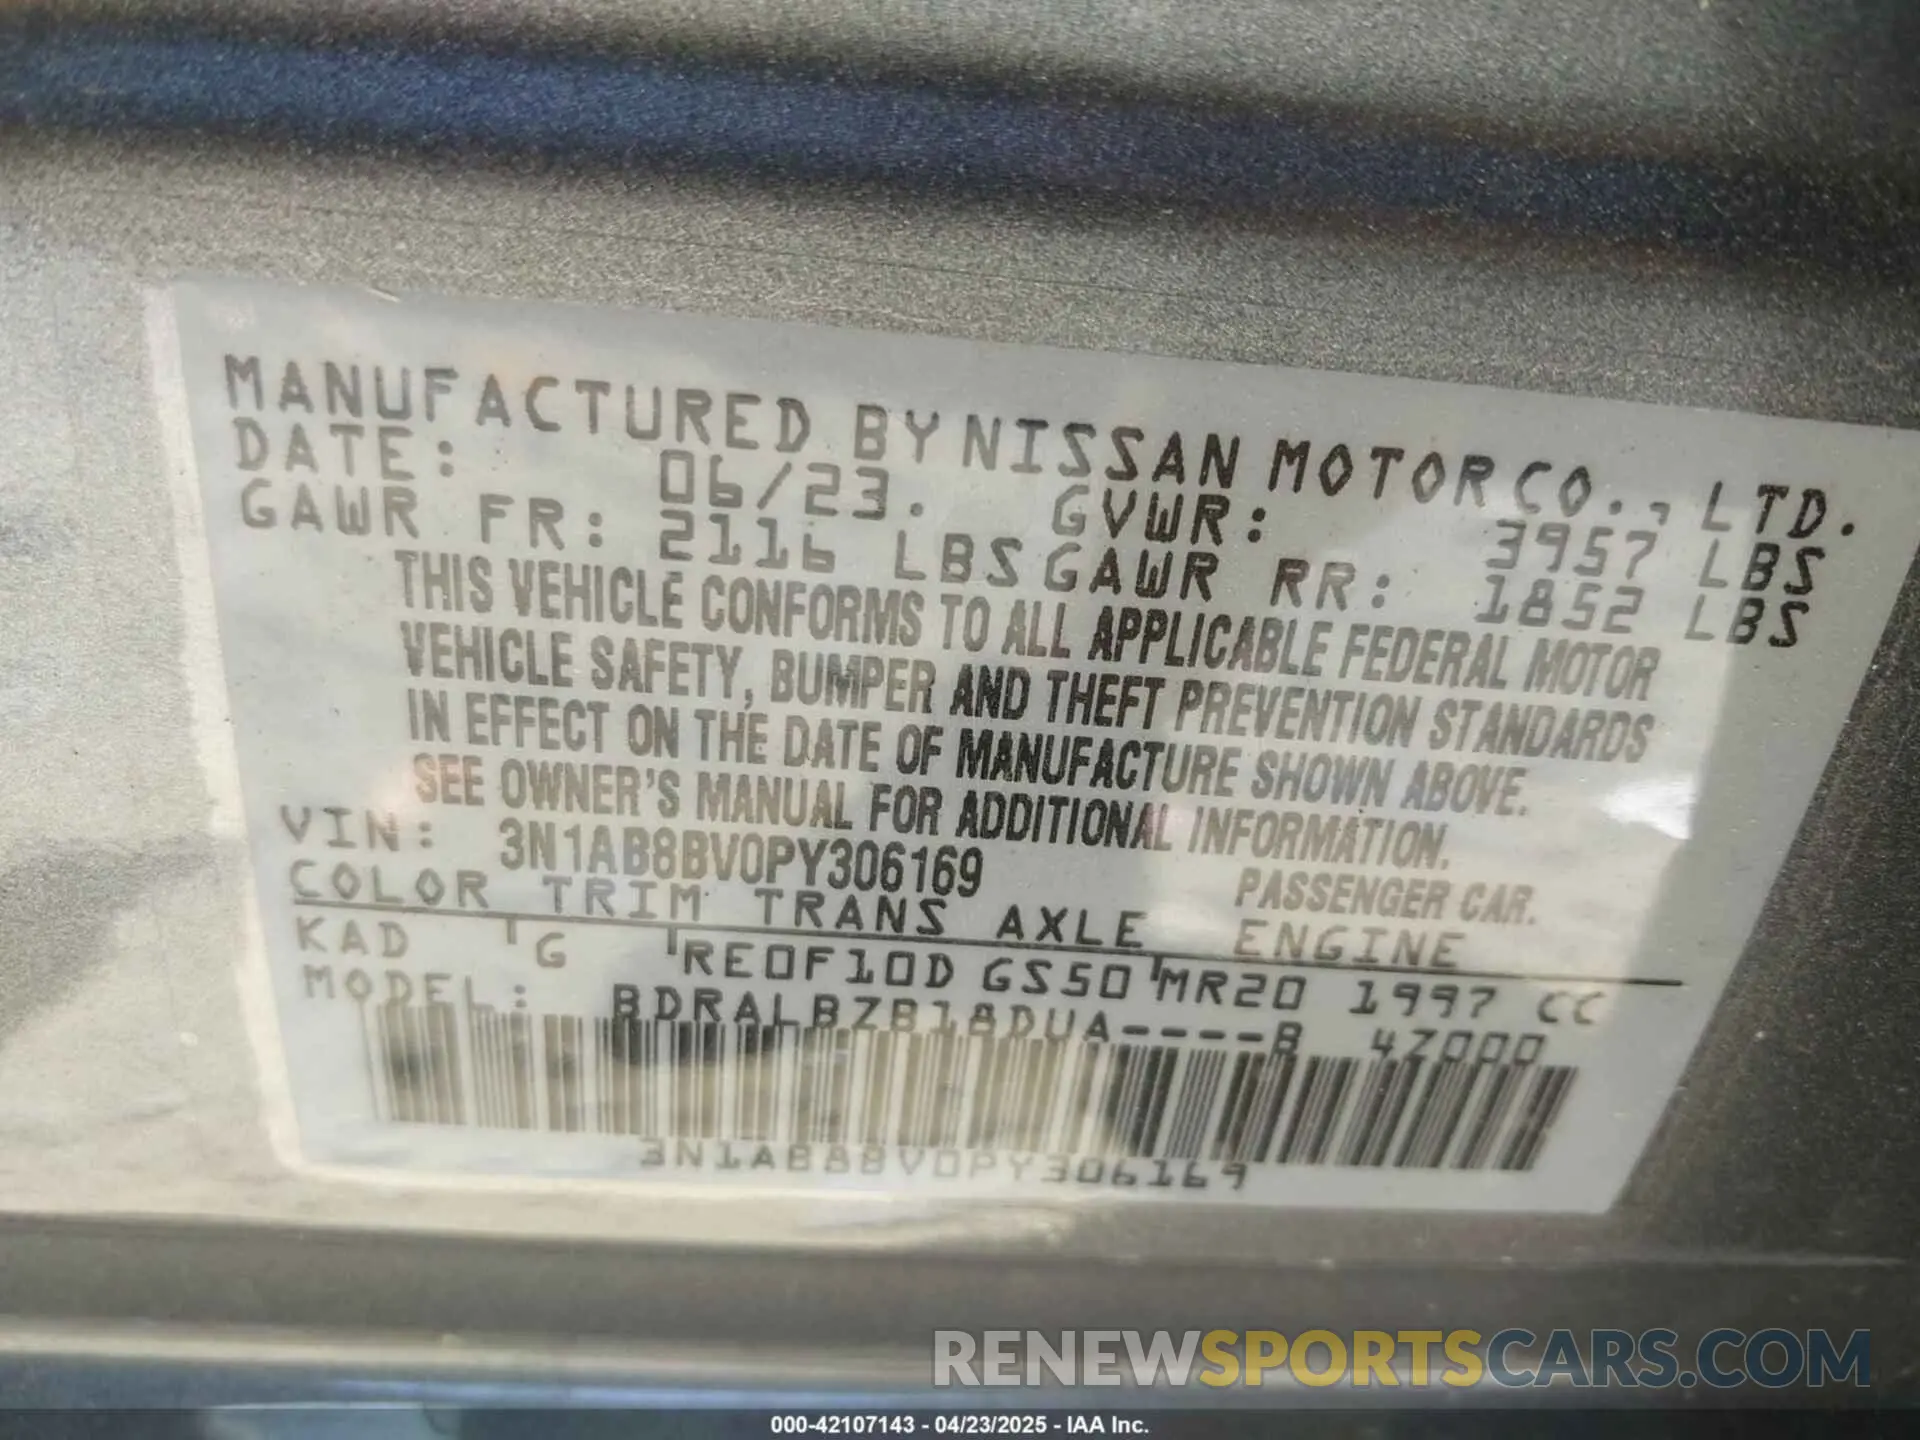 MANUFACTURED BY NISSAN MOTOR CO., LTD.
DATE: 06/23. GVWR: 3957 LBS
GAWR FR: 2116 LBS GAWR RR: 1852 LBS
THIS VEHICLE CONFORMS TO ALL APPLICABLE FEDERAL MOTOR
VEHICLE SAFETY, BUMPER AND THEFT PREVENTION STANDARDS
IN EFFECT ON THE DATE OF MANUFACTURE SHOWN ABOVE.
SEE OWNER'S MANUAL FOR ADDITIONAL INFORMATION.
VIN: 3N1AB8BV0PY306169 PASSENGER CAR.
COLOR TRIM TRANS AXLE ENGINE
KAD G RE0F10D GS50 MR20 1997 CC
MODEL: BDRALBZB18DUA----B 47000
3N1AB8BV0PY306169
RENEWSPORTSCARS.COM
000-42107143 - 04/23/2025 - IAA Inc.